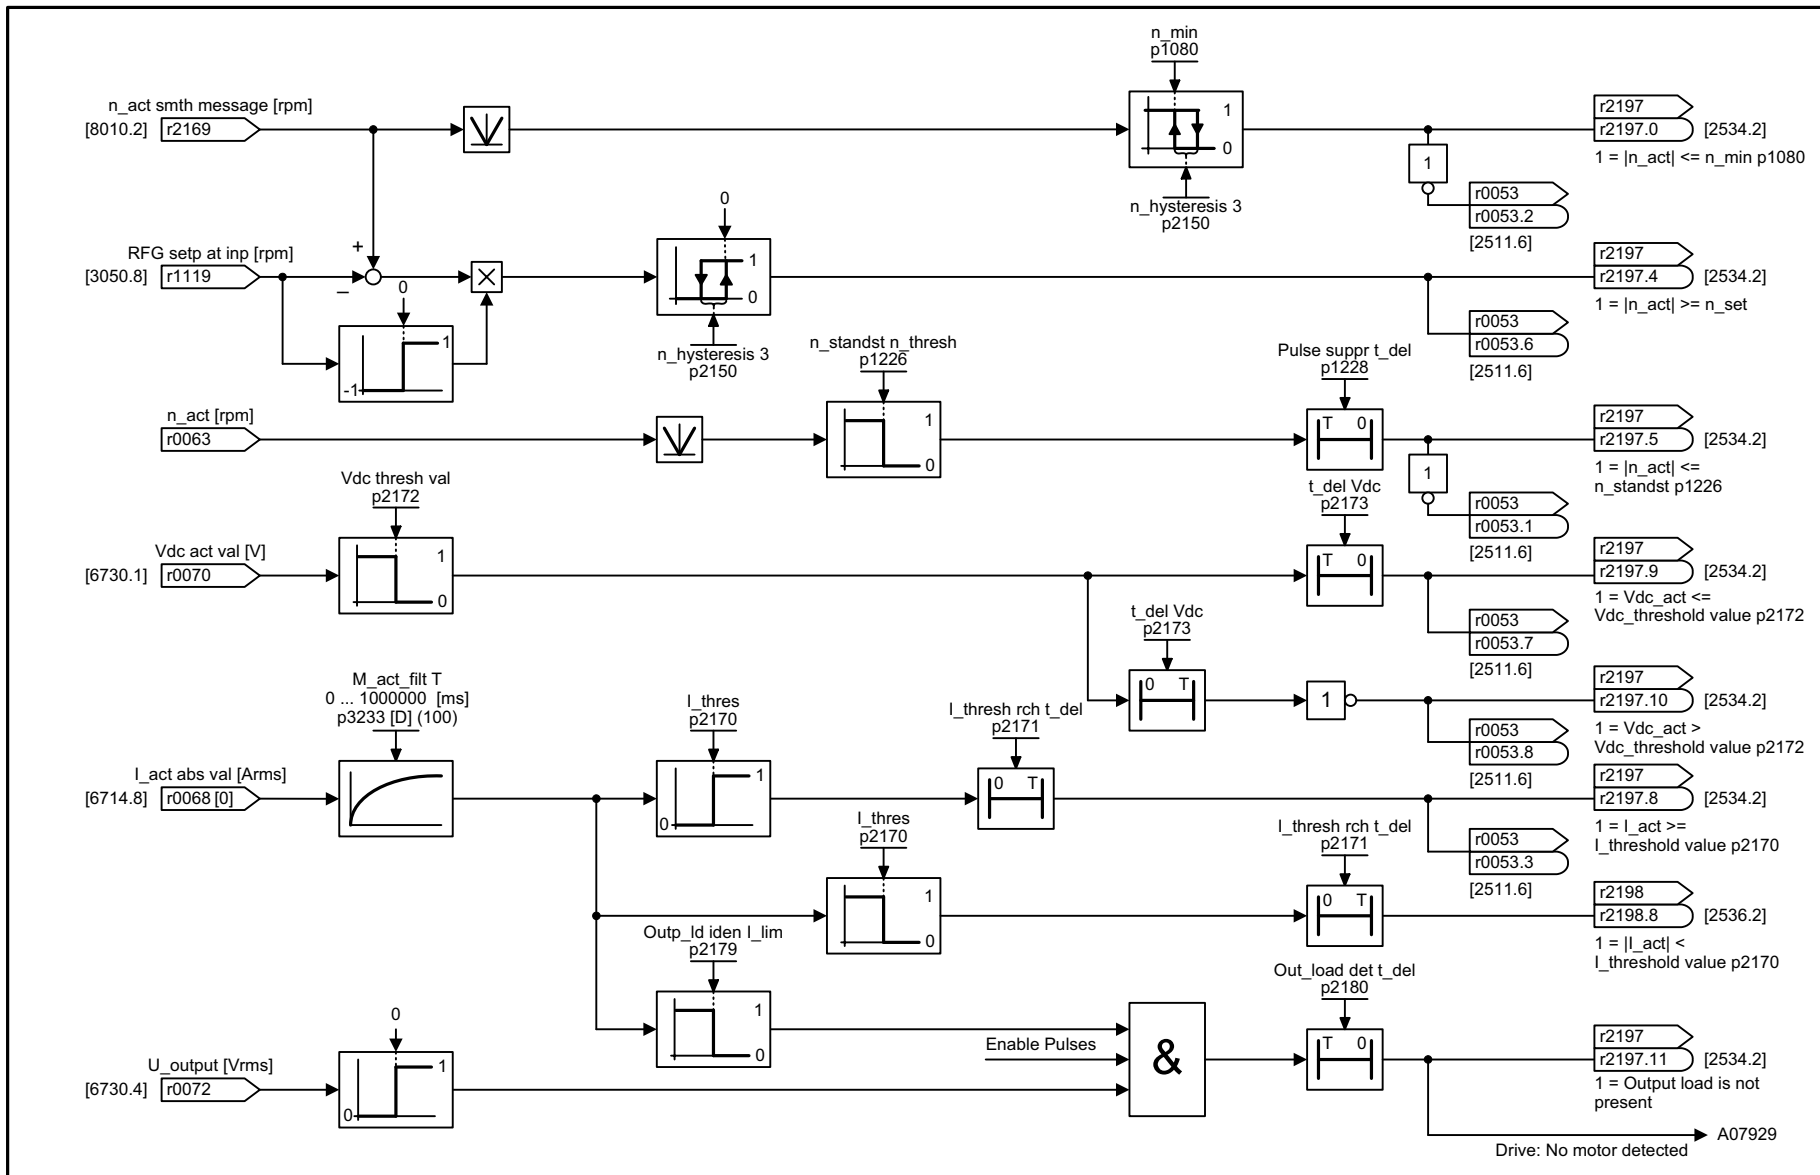 n_min
p1080
n_act smth message [rpm]
[8010.2] r2169
1
0
n_hysteresis 3
p2150
r2197
r2197.0 [2534.2]
1 = |n_act| <= n_min p1080
1
r0053
r0053.2
[2511.6]
RFG setp at inp [rpm]
[3050.8] r1119
+
–
0
1
-1
0
1
0
n_hysteresis 3
p2150
r2197
r2197.4 [2534.2]
1 = |n_act| >= n_set
r0053
r0053.6
[2511.6]
n_act [rpm]
r0063
n_standst n_thresh
p1226
1
0
Pulse suppr t_del
p1228
T 0
r2197
r2197.5 [2534.2]
1 = |n_act| <=
n_standst p1226
1
r0053
r0053.1
[2511.6]
Vdc thresh val
p2172
Vdc act val [V]
[6730.1] r0070
1
0
t_del Vdc
p2173
T 0
r2197
r2197.9 [2534.2]
1 = Vdc_act <=
Vdc_threshold value p2172
r0053
r0053.7
[2511.6]
t_del Vdc
p2173
0 T
1
r2197
r2197.10 [2534.2]
1 = Vdc_act >
Vdc_threshold value p2172
r0053
r0053.8
[2511.6]
M_act_filt T
0 ... 1000000 [ms]
p3233 [D] (100)
I_act abs val [Arms]
[6714.8] r0068 [0]
I_thres
p2170
1
0
I_thresh rch t_del
p2171
0 T
r2197
r2197.8 [2534.2]
1 = I_act >=
I_threshold value p2170
r0053
r0053.3
[2511.6]
I_thres
p2170
1
0
I_thresh rch t_del
p2171
0 T
r2198
r2198.8 [2536.2]
1 = |I_act| <
I_threshold value p2170
Outp_ld iden I_lim
p2179
1
0
Enable Pulses
&
Out_load det t_del
p2180
T 0
r2197
r2197.11 [2534.2]
1 = Output load is not
present
0
U_output [Vrms]
[6730.4] r0072
1
0
A07929
Drive: No motor detected